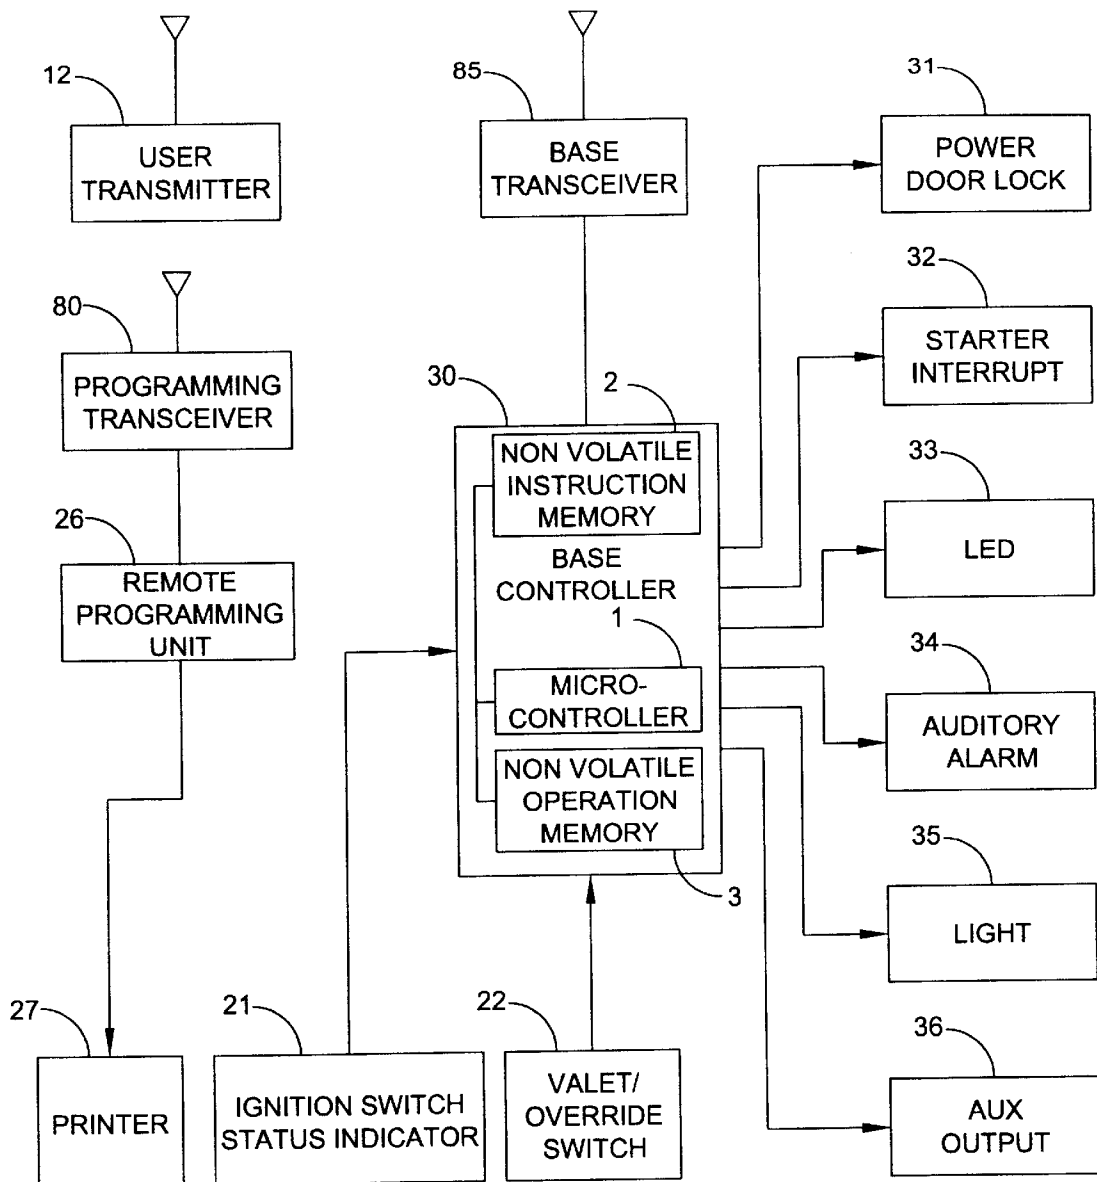 12
USER
TRANSMITTER
85
BASE
TRANSCEIVER
31
POWER
DOOR LOCK
80
PROGRAMMING
TRANSCEIVER
32
STARTER
INTERRUPT
30
2
NON VOLATILE
INSTRUCTION
MEMORY
BASE
CONTROLLER
1
MICRO-
CONTROLLER
NON VOLATILE
OPERATION
MEMORY
3
33
LED
26
REMOTE
PROGRAMMING
UNIT
34
AUDITORY
ALARM
35
LIGHT
27
PRINTER
21
IGNITION SWITCH
STATUS INDICATOR
22
VALET/
OVERRIDE
SWITCH
36
AUX
OUTPUT